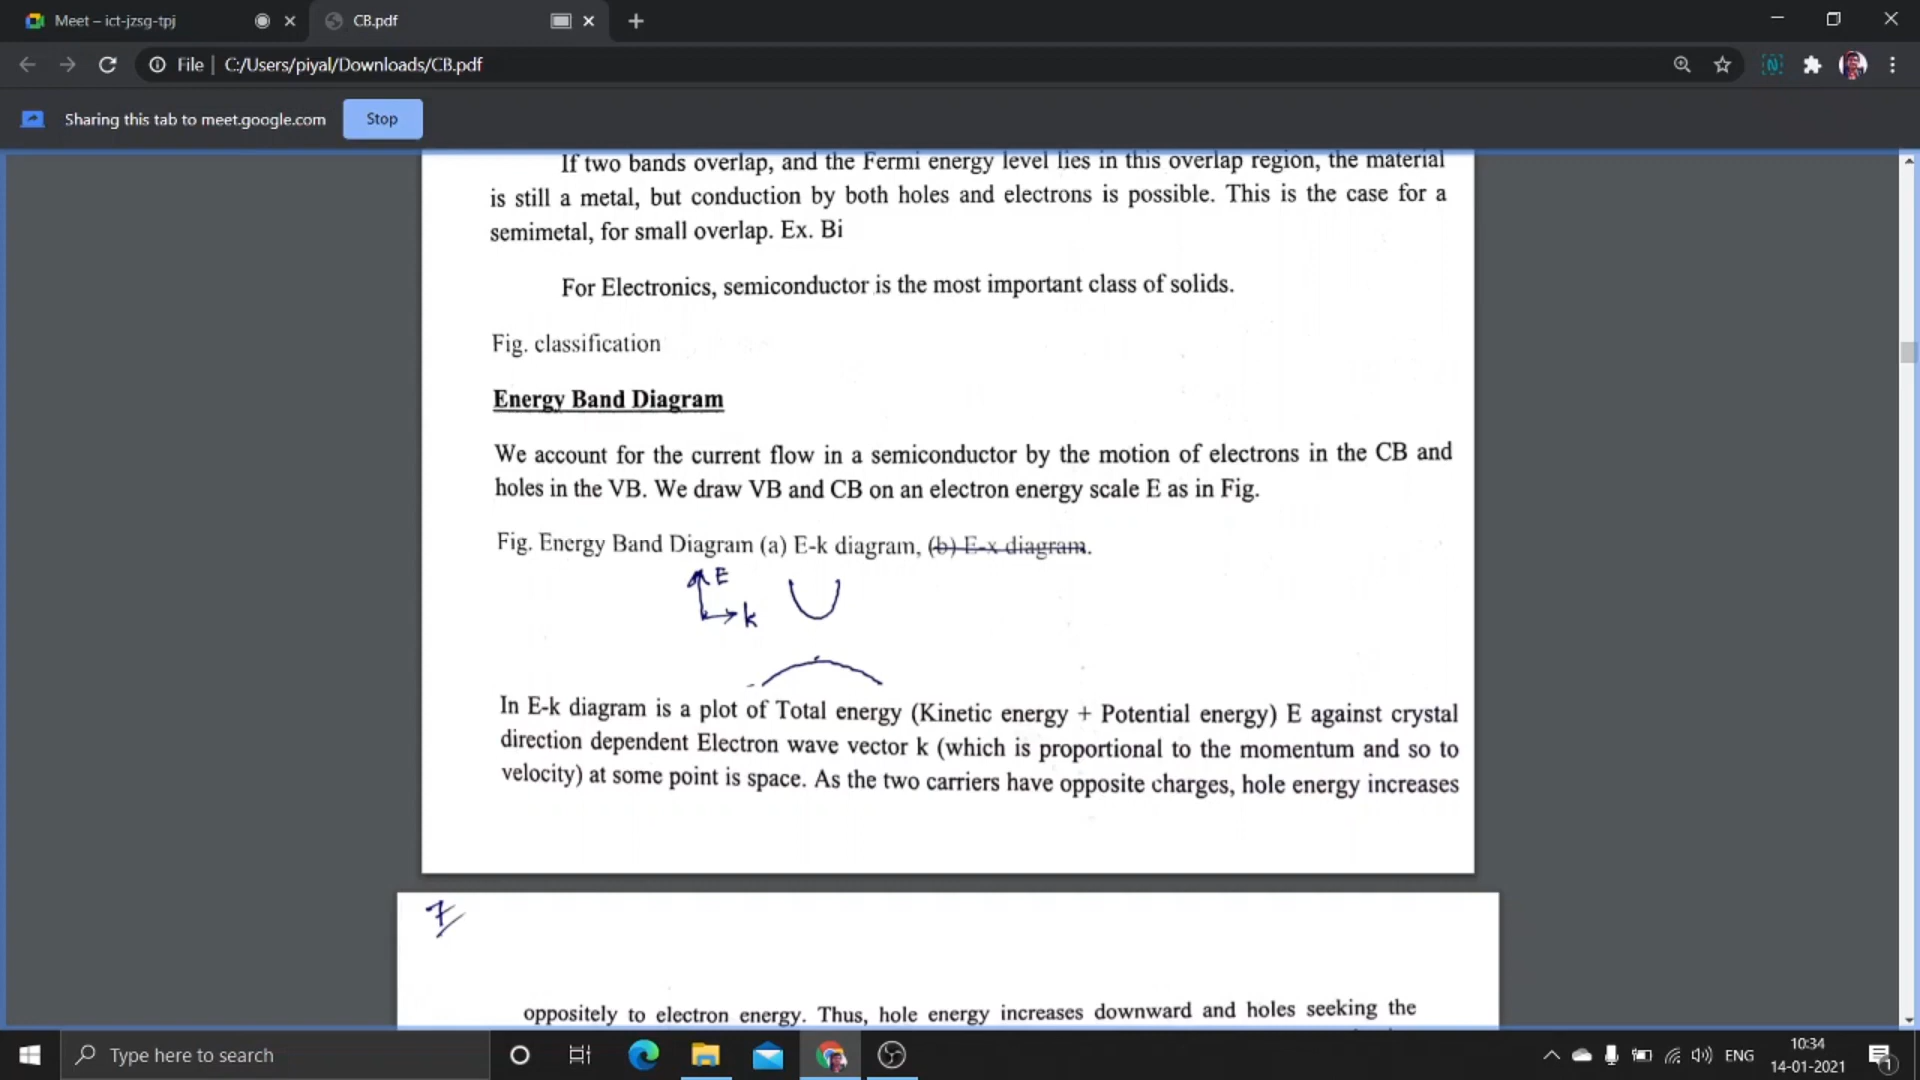 Meet – ict-jzsg-tpj
CB.pdf
File | C:/Users/piyal/Downloads/CB.pdf
Sharing this tab to meet.google.com
Stop
If two bands overlap, and the Fermi energy level lies in this overlap region, the material
is still a metal, but conduction by both holes and electrons is possible. This is the case for a
semimetal, for small overlap. Ex. Bi
For Electronics, semiconductor is the most important class of solids.
Fig. classification
Energy Band Diagram
We account for the current flow in a semiconductor by the motion of electrons in the CB and
holes in the VB. We draw VB and CB on an electron energy scale E as in Fig.
Fig. Energy Band Diagram (a) E-k diagram, (b) E-x diagram.
E
k
In E-k diagram is a plot of Total energy (Kinetic energy + Potential energy) E against crystal
direction dependent Electron wave vector k (which is proportional to the momentum and so to
velocity) at some point is space. As the two carriers have opposite charges, hole energy increases
7
oppositely to electron energy. Thus, hole energy increases downward and holes seeking the
Type here to search
ENG
10:34
14-01-2021
1